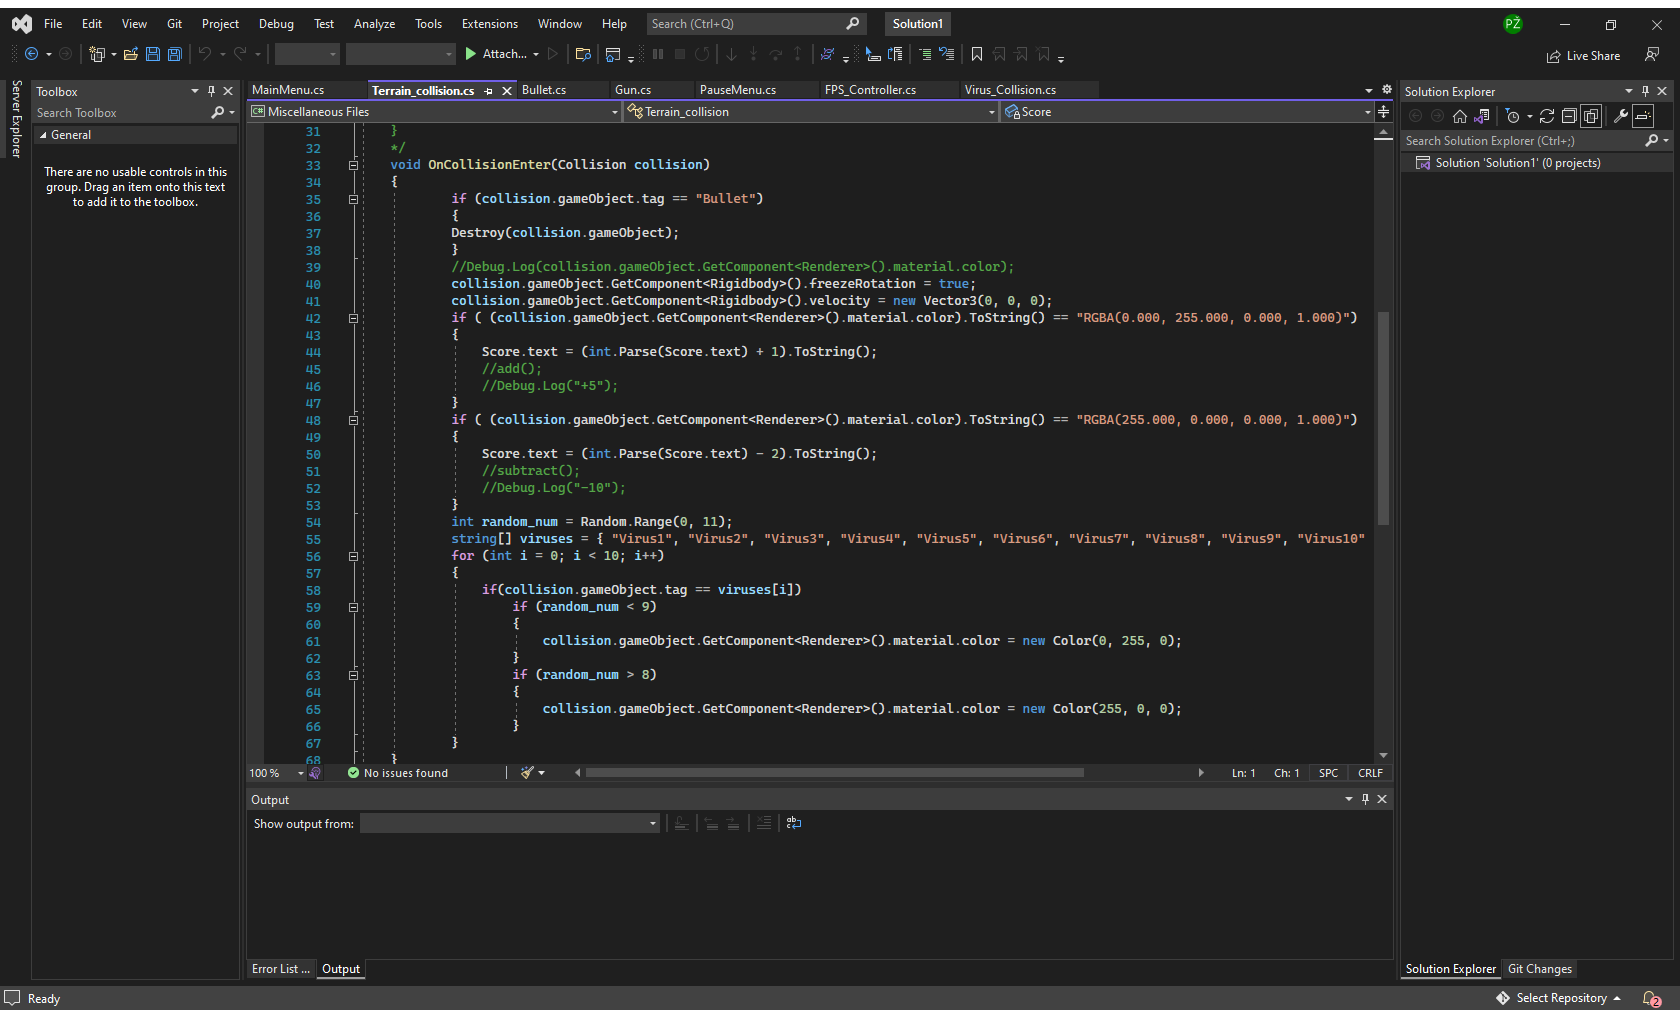 File Edit View Git Project Debug Test Analyze Tools Extensions Window Help Search (Ctrl+Q) Solution1 PŽ
Attach... Live Share
Server Explorer
Toolbox
Search Toolbox
General
There are no usable controls in this
group. Drag an item onto this text
to add it to the toolbox.
MainMenu.cs Terrain_collision.cs Bullet.cs Gun.cs PauseMenu.cs FPS_Controller.cs Virus_Collision.cs
C# Miscellaneous Files Terrain_collision Score
31 }
32 */
33 void OnCollisionEnter(Collision collision)
34 {
35 if (collision.gameObject.tag == "Bullet")
36 {
37 Destroy(collision.gameObject);
38 }
39 //Debug.Log(collision.gameObject.GetComponent<Renderer>().material.color);
40 collision.gameObject.GetComponent<Rigidbody>().freezeRotation = true;
41 collision.gameObject.GetComponent<Rigidbody>().velocity = new Vector3(0, 0, 0);
42 if ( (collision.gameObject.GetComponent<Renderer>().material.color).ToString() == "RGBA(0.000, 255.000, 0.000, 1.000)")
43 {
44 Score.text = (int.Parse(Score.text) + 1).ToString();
45 //add();
46 //Debug.Log("+5");
47 }
48 if ( (collision.gameObject.GetComponent<Renderer>().material.color).ToString() == "RGBA(255.000, 0.000, 0.000, 1.000)")
49 {
50 Score.text = (int.Parse(Score.text) - 2).ToString();
51 //subtract();
52 //Debug.Log("-10");
53 }
54 int random_num = Random.Range(0, 11);
55 string[] viruses = { "Virus1", "Virus2", "Virus3", "Virus4", "Virus5", "Virus6", "Virus7", "Virus8", "Virus9", "Virus10"
56 for (int i = 0; i < 10; i++)
57 {
58 if(collision.gameObject.tag == viruses[i])
59 if (random_num < 9)
60 {
61 collision.gameObject.GetComponent<Renderer>().material.color = new Color(0, 255, 0);
62 }
63 if (random_num > 8)
64 {
65 collision.gameObject.GetComponent<Renderer>().material.color = new Color(255, 0, 0);
66 }
67 }
68 }
100 % No issues found Ln: 1 Ch: 1 SPC CRLF
Output
Show output from:
Error List ... Output
Solution Explorer
Search Solution Explorer (Ctrl+;)
Solution 'Solution1' (0 projects)
Solution Explorer Git Changes
Ready Select Repository 2